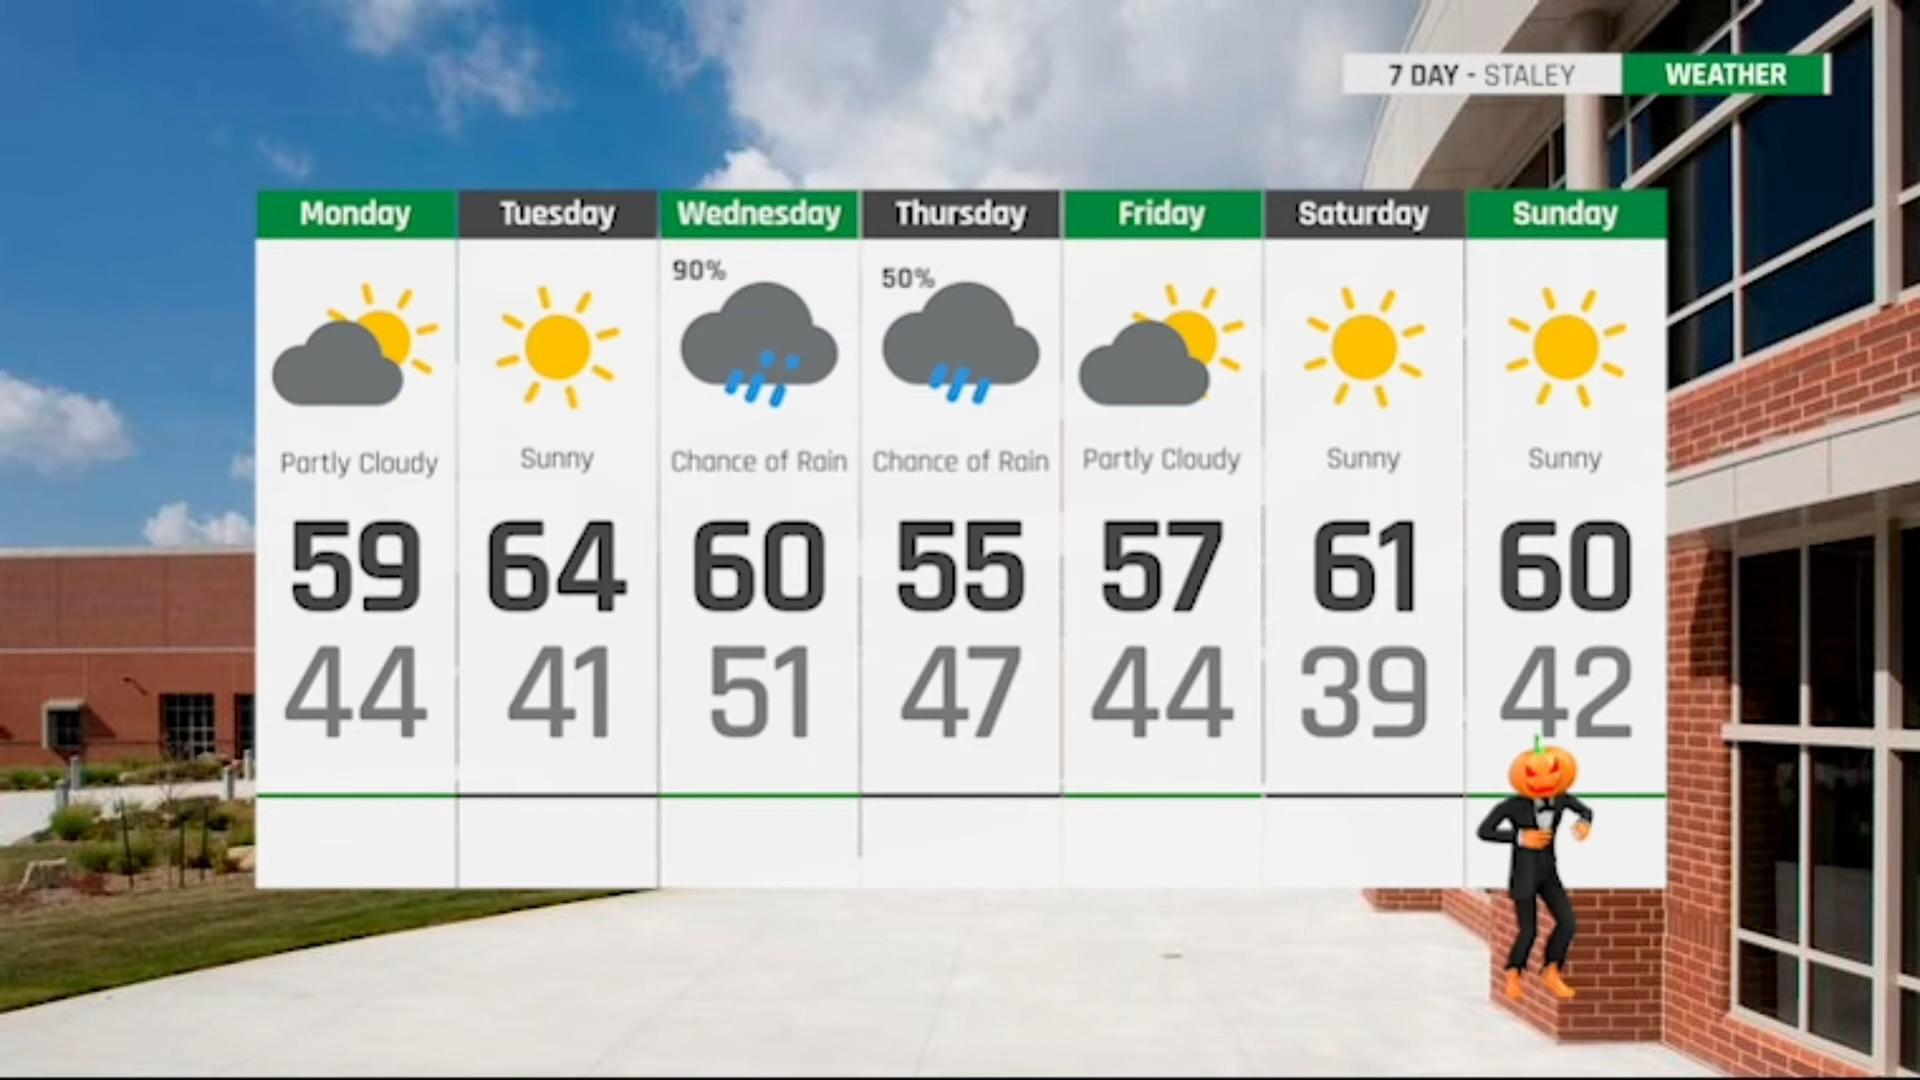 7 DAY - STALEY WEATHER
Monday Tuesday Wednesday Thursday Friday Saturday Sunday
90% 50%
Partly Cloudy Sunny Chance of Rain Chance of Rain Partly Cloudy Sunny Sunny
59 64 60 55 57 61 60
44 41 51 47 44 39 42